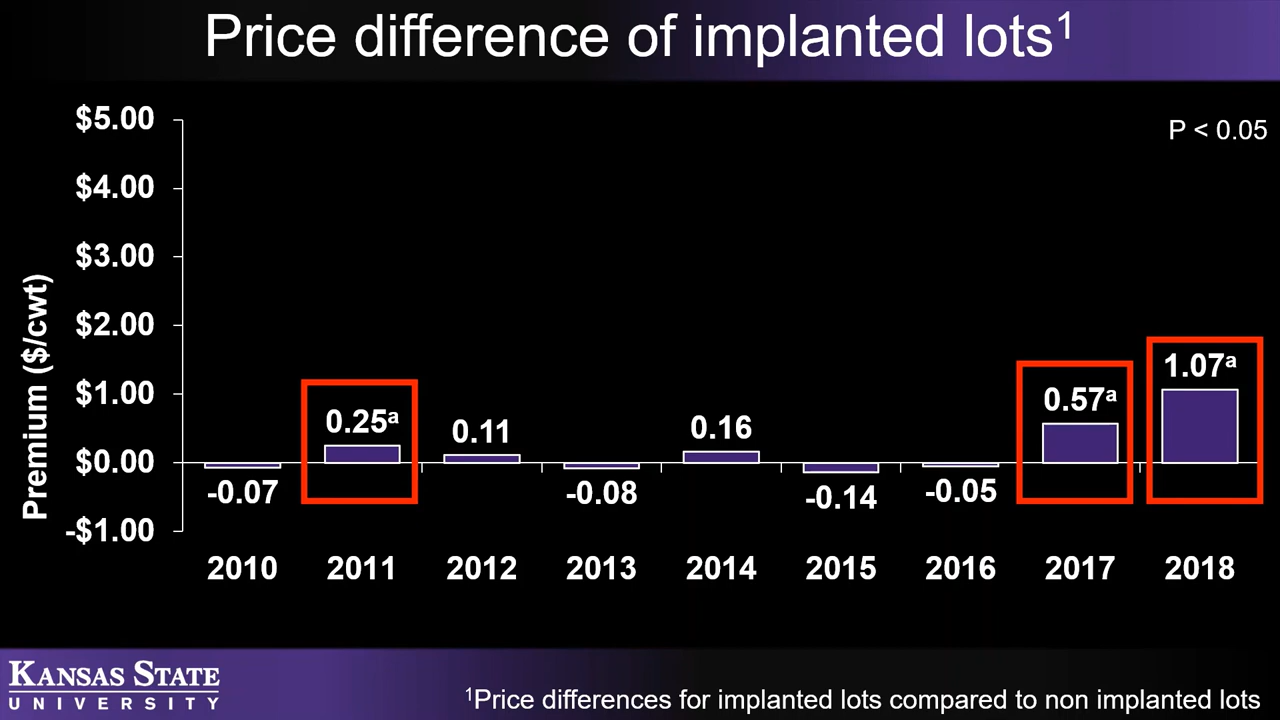 Price difference of implanted lots¹
P < 0.05
Premium ($/cwt)
$5.00
$4.00
$3.00
$2.00
$1.00
$0.00
-$1.00
-0.07
0.25ᵃ
0.11
-0.08
0.16
-0.14
-0.05
0.57ᵃ
1.07ᵃ
2010 2011 2012 2013 2014 2015 2016 2017 2018
KANSAS STATE
UNIVERSITY
¹Price differences for implanted lots compared to non implanted lots